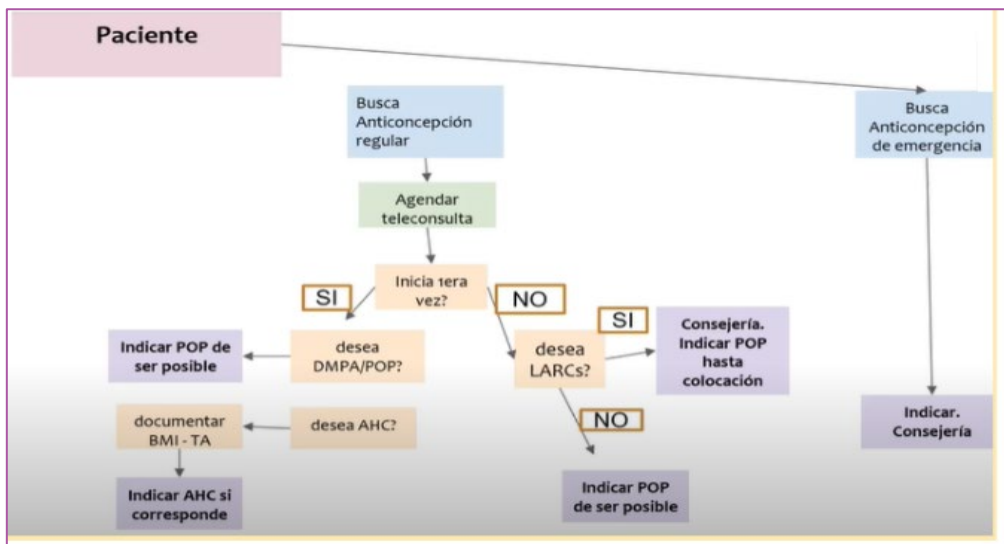 Paciente
Busca
Anticoncepción
regular
Busca
Anticoncepción
de emergencia
Agendar
teleconsulta
Inicia 1era
vez?
SI
NO
SI
Indicar POP de
ser posible
desea
DMPA/POP?
desea
LARCs?
Consejería.
Indicar POP
hasta
colocación
documentar
BMI - TA
desea AHC?
NO
Indicar.
Consejería
Indicar AHC si
corresponde
Indicar POP
de ser posible